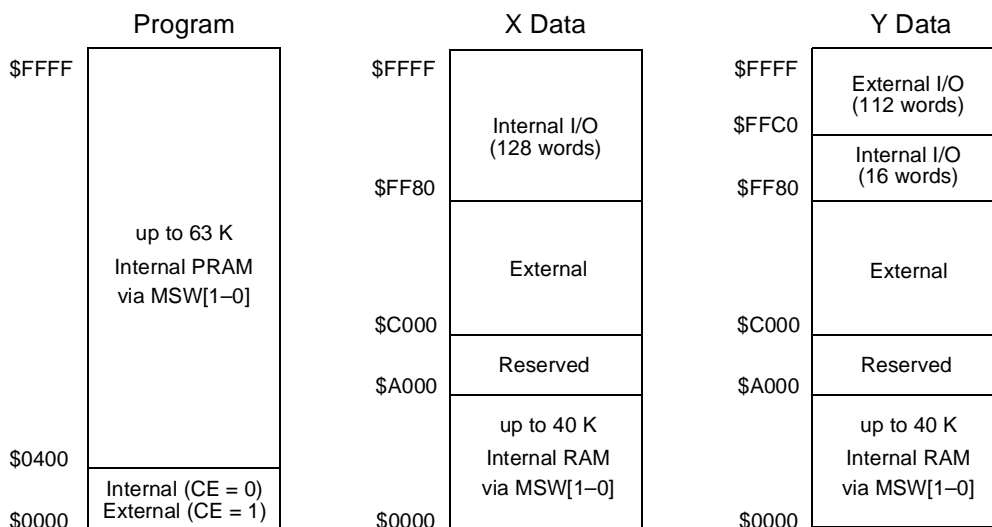 Program
$FFFF
up to 63 K
Internal PRAM
via MSW[1–0]
$0400
Internal (CE = 0)
External (CE = 1)
$0000
X Data
$FFFF
Internal I/O
(128 words)
$FF80
External
$C000
Reserved
$A000
up to 40 K
Internal RAM
via MSW[1–0]
$0000
Y Data
$FFFF
External I/O
(112 words)
$FFC0
Internal I/O
(16 words)
$FF80
External
$C000
Reserved
$A000
up to 40 K
Internal RAM
via MSW[1–0]
$0000